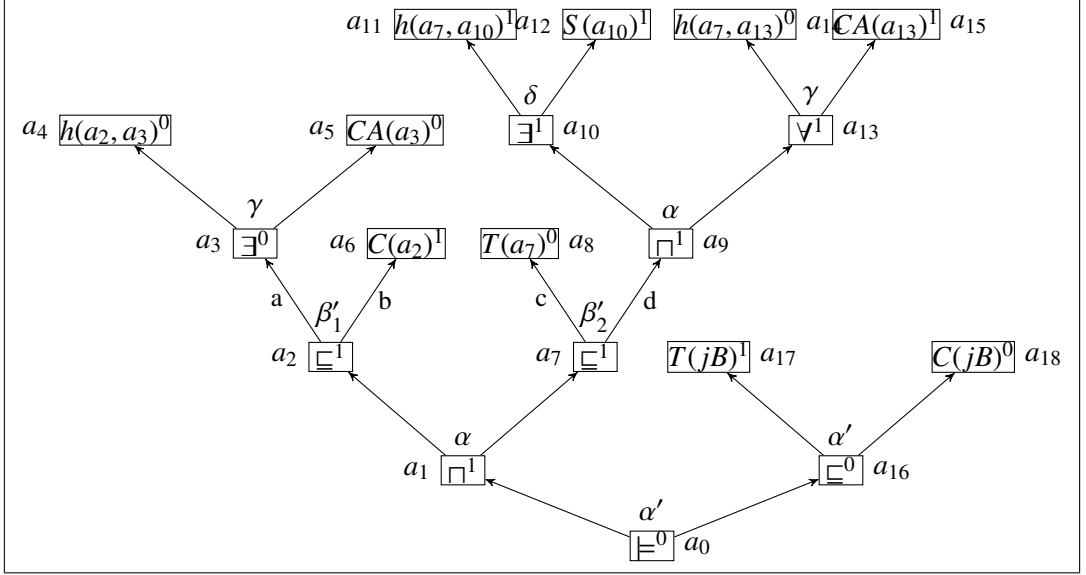 a₁₁ h(a₇, a₁₀)¹ a₁₂ S(a₁₀)¹ h(a₇, a₁₃)⁰ a₁₄ CA(a₁₃)¹ a₁₅
δ γ
a₄ h(a₂, a₃)⁰ a₅ CA(a₃)⁰ ∃¹ a₁₀ ∀¹ a₁₃
γ α
a₃ ∃⁰ a₆ C(a₂)¹ T(a₇)⁰ a₈ ⊓¹ a₉
a b c d
β′₁ β′₂
a₂ ⊑¹ a₇ ⊑¹ T(jB)¹ a₁₇ C(jB)⁰ a₁₈
α α′
a₁ ⊓¹ ⊑⁰ a₁₆
α′
⊨⁰ a₀